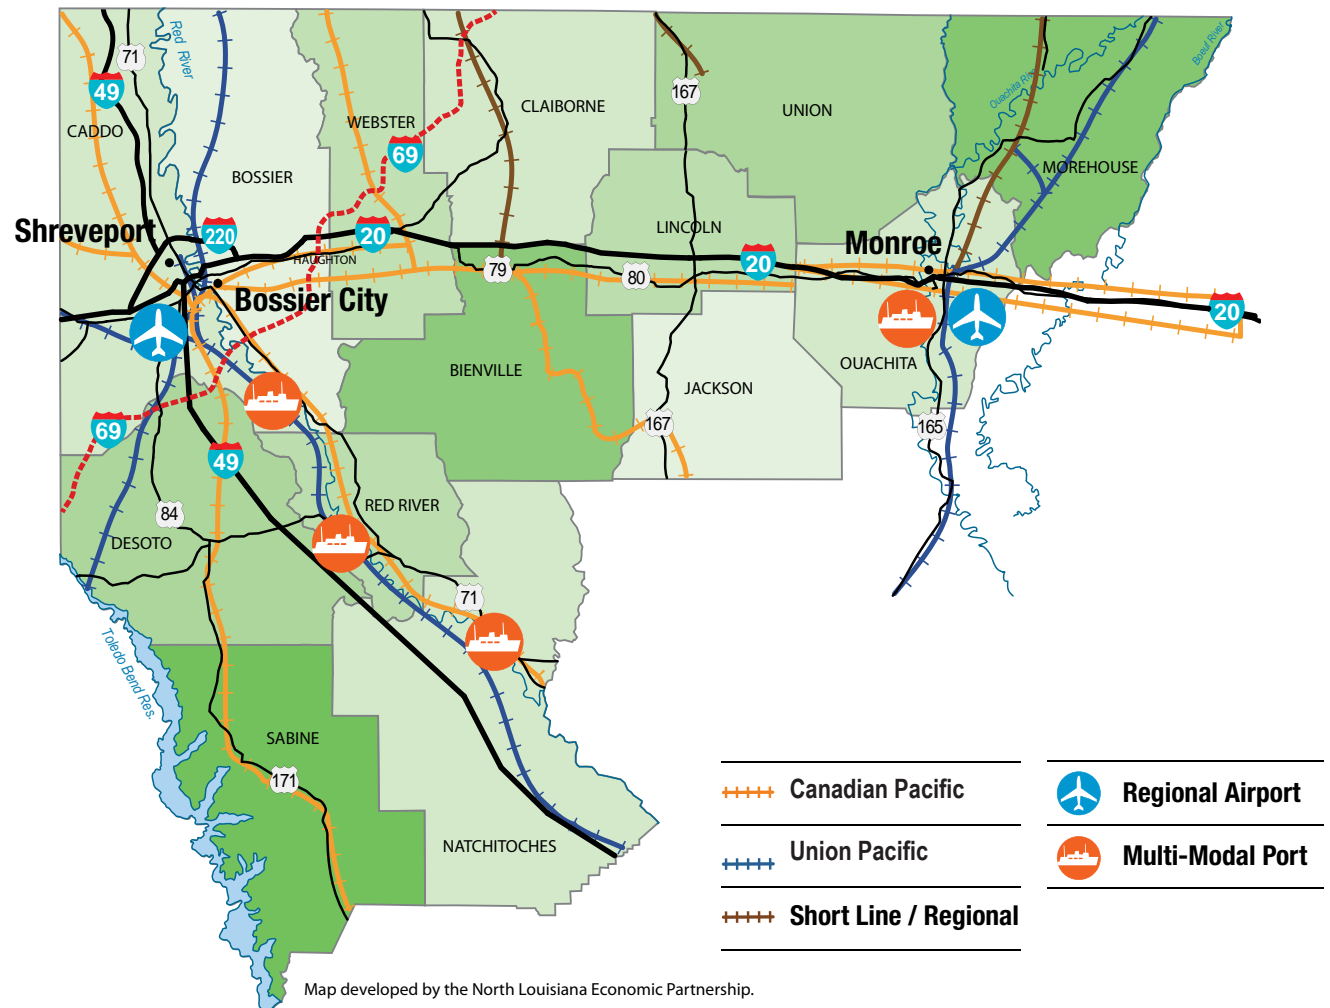 71
Red River
49
CADDO
WEBSTER
69
BOSSIER
CLAIBORNE
167
UNION
Ouachita Riv
Boeuf River
MOREHOUSE
Shreveport
220
20
HAUGHTON
LINCOLN
20
Monroe
79
80
Bossier City
20
BIENVILLE
JACKSON
OUACHITA
69
49
167
165
84
DESOTO
RED RIVER
71
Toledo Bend Res.
SABINE
171
NATCHITOCHES
Canadian Pacific
Union Pacific
Short Line / Regional
Regional Airport
Multi-Modal Port
Map developed by the North Louisiana Economic Partnership.